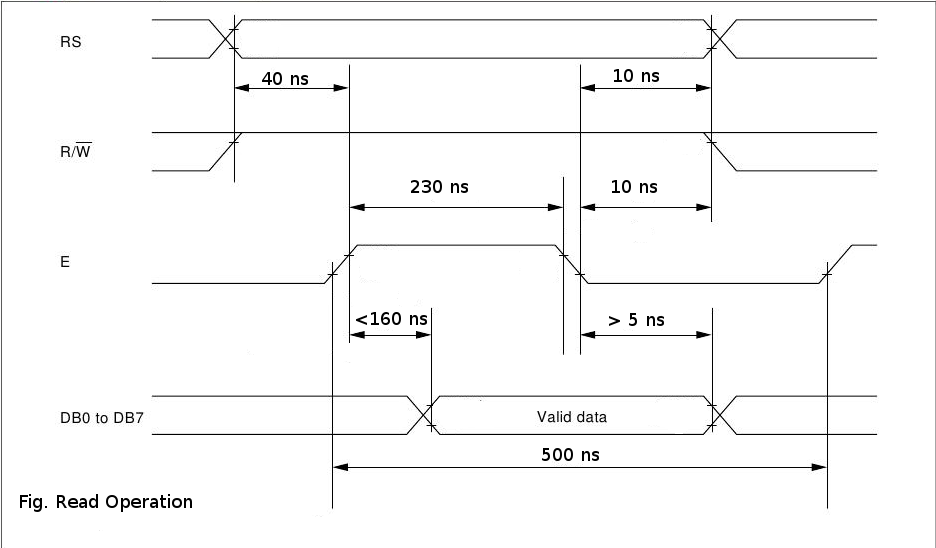 RS
40 ns
10 ns
R/W̅
230 ns
10 ns
E
<160 ns
> 5 ns
DB0 to DB7
Valid data
500 ns
Fig. Read Operation